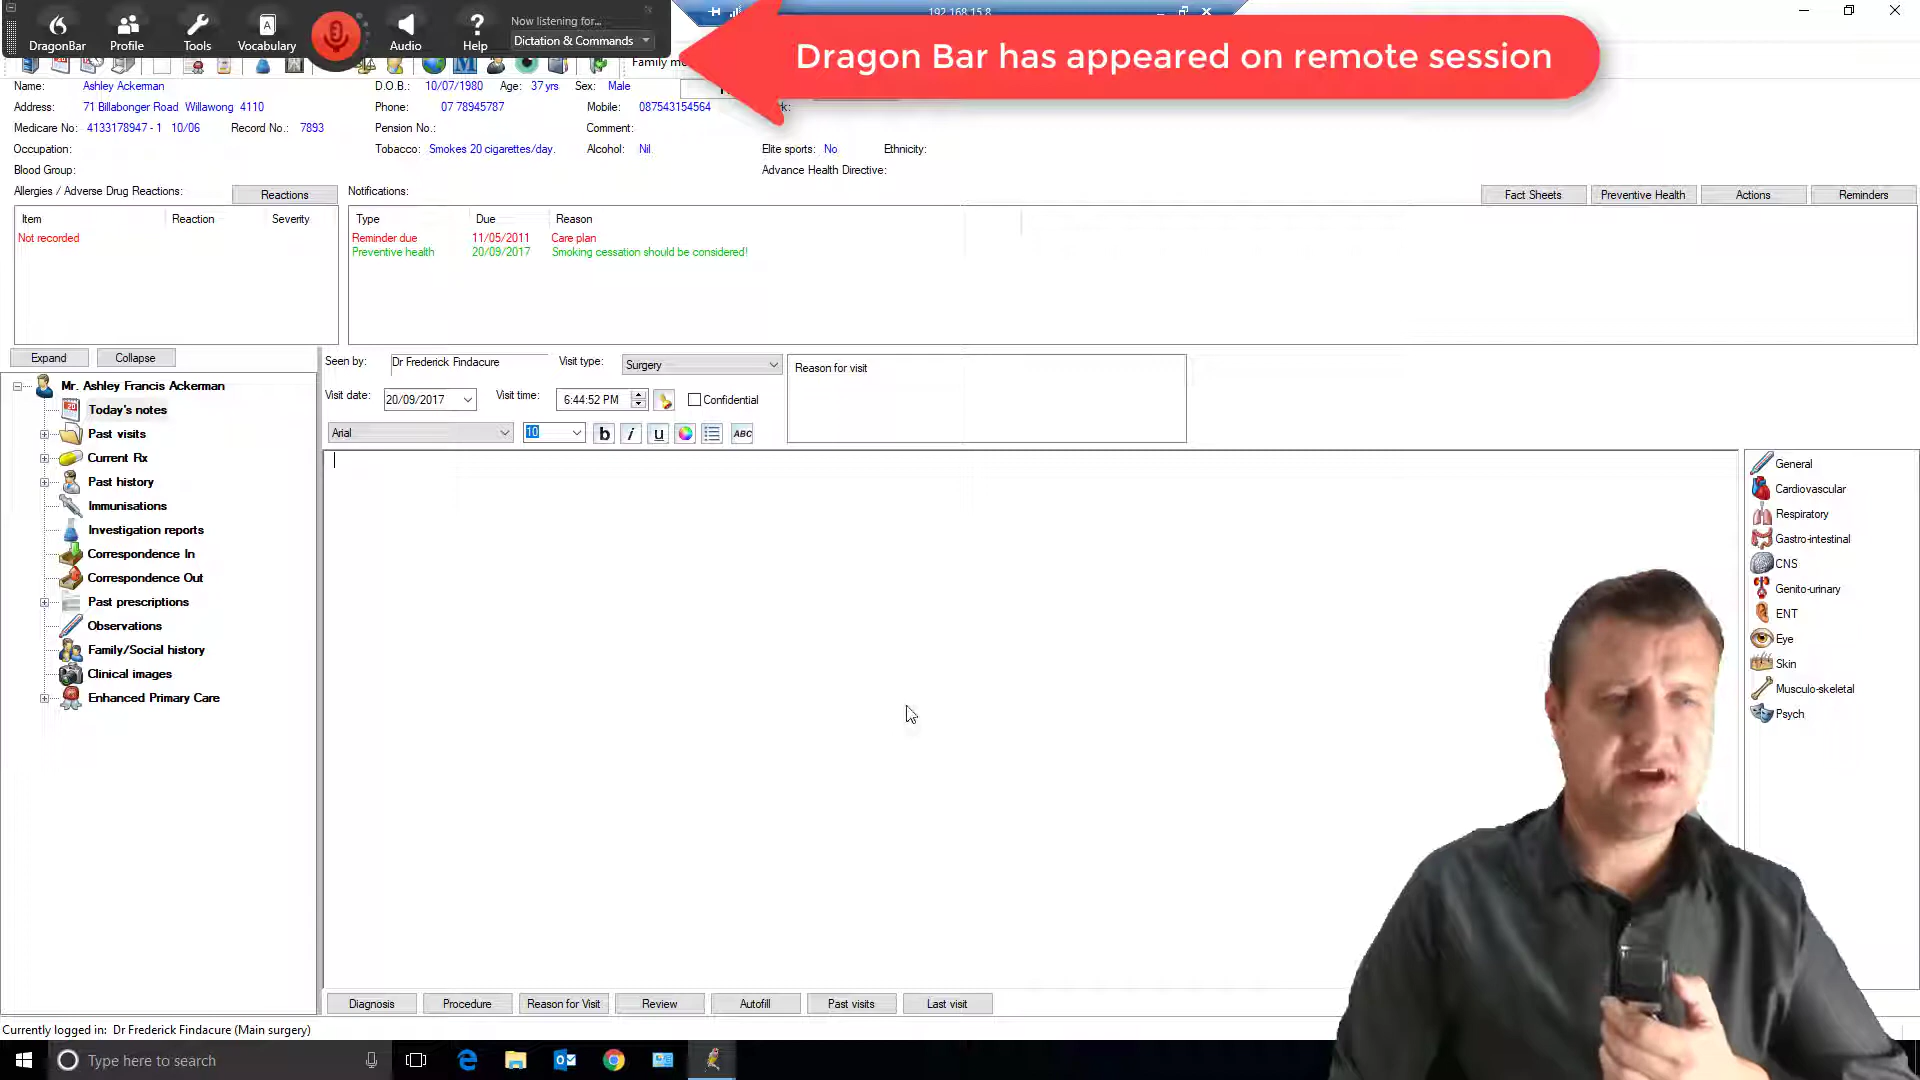 DragonBar Profile Tools Vocabulary Audio Help
Now listening for...
Dictation & Commands
192.168.15.8
Dragon Bar has appeared on remote session
Name: Ashley Ackerman D.O.B.: 10/07/1980 Age: 37 yrs Sex: Male
Address: 71 Billabonger Road Willawong 4110 Phone: 07 78945787 Mobile: 087543154564
Medicare No: 4133178947 - 1 10/06 Record No.: 7893 Pension No.: Comment:
Occupation: Tobacco: Smokes 20 cigarettes/day. Alcohol: Nil. Elite sports: No Ethnicity:
Blood Group: Advance Health Directive:
Allergies / Adverse Drug Reactions: Reactions Notifications: Fact Sheets Preventive Health Actions Reminders
Item Reaction Severity Type Due Reason
Not recorded Reminder due 11/05/2011 Care plan
Preventive health 20/09/2017 Smoking cessation should be considered!
Expand Collapse
Seen by: Dr Frederick Findacure Visit type: Surgery Reason for visit
Visit date: 20/09/2017 Visit time: 6:44:52 PM Confidential
Arial 10 b i u ABC
Mr. Ashley Francis Ackerman
Today's notes
Past visits
Current Rx
Past history
Immunisations
Investigation reports
Correspondence In
Correspondence Out
Past prescriptions
Observations
Family/Social history
Clinical images
Enhanced Primary Care
General
Cardiovascular
Respiratory
Gastro-intestinal
CNS
Genito-urinary
ENT
Eye
Skin
Musculo-skeletal
Psych
Diagnosis Procedure Reason for Visit Review Autofill Past visits Last visit
Currently logged in: Dr Frederick Findacure (Main surgery)
Type here to search